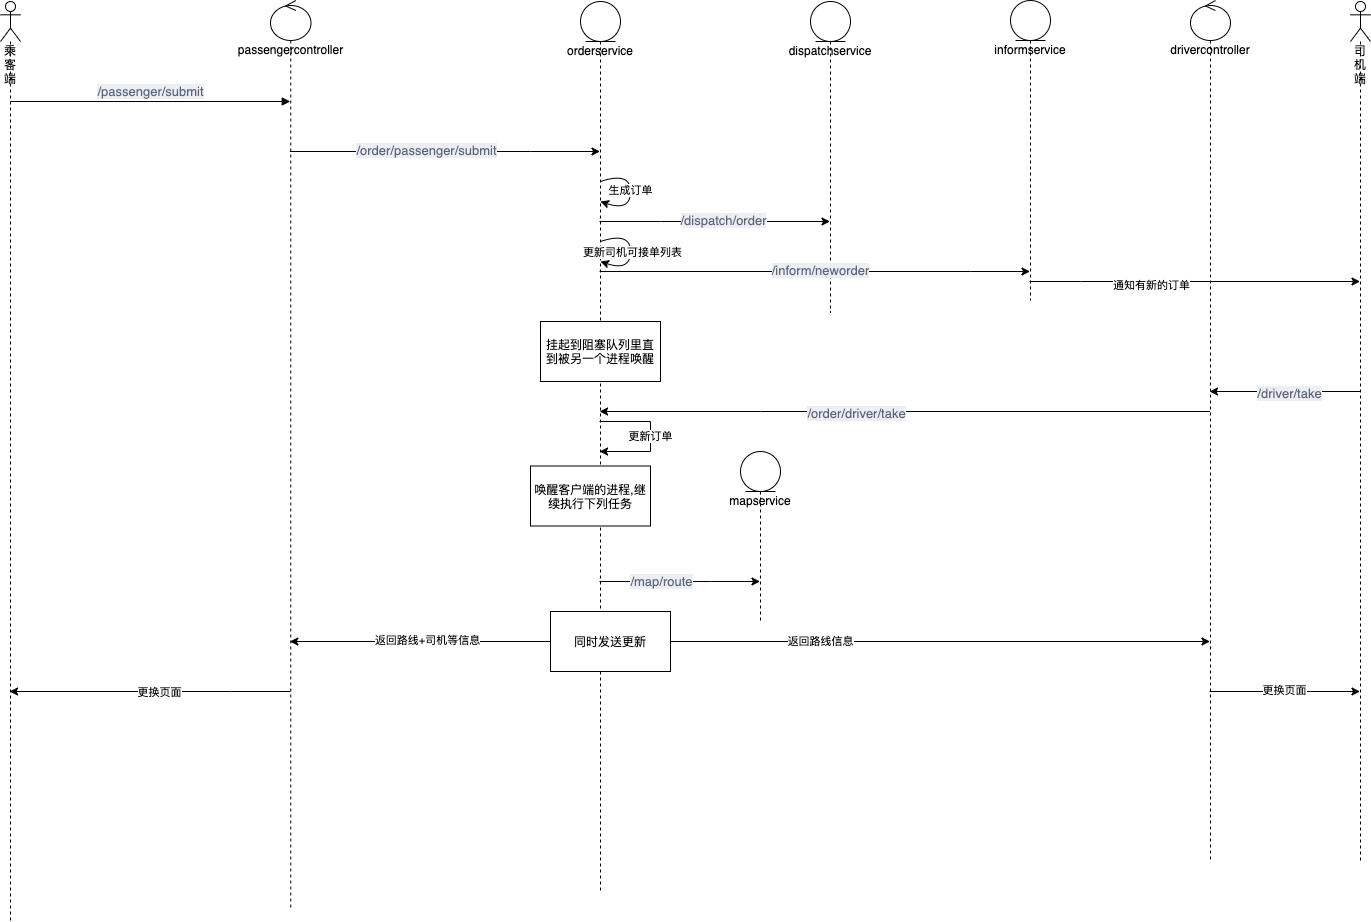 乘
客
端
passengercontroller
orderservice
dispatchservice
informservice
drivercontroller
司
机
端
/passenger/submit
/order/passenger/submit
生成订单
/dispatch/order
更新司机可接单列表
/inform/neworder
通知有新的订单
挂起到阻塞队列里直
到被另一个进程唤醒
/driver/take
/order/driver/take
更新订单
唤醒客户端的进程,继
续执行下列任务
mapservice
/map/route
返回路线+司机等信息
同时发送更新
返回路线信息
更换页面
更换页面